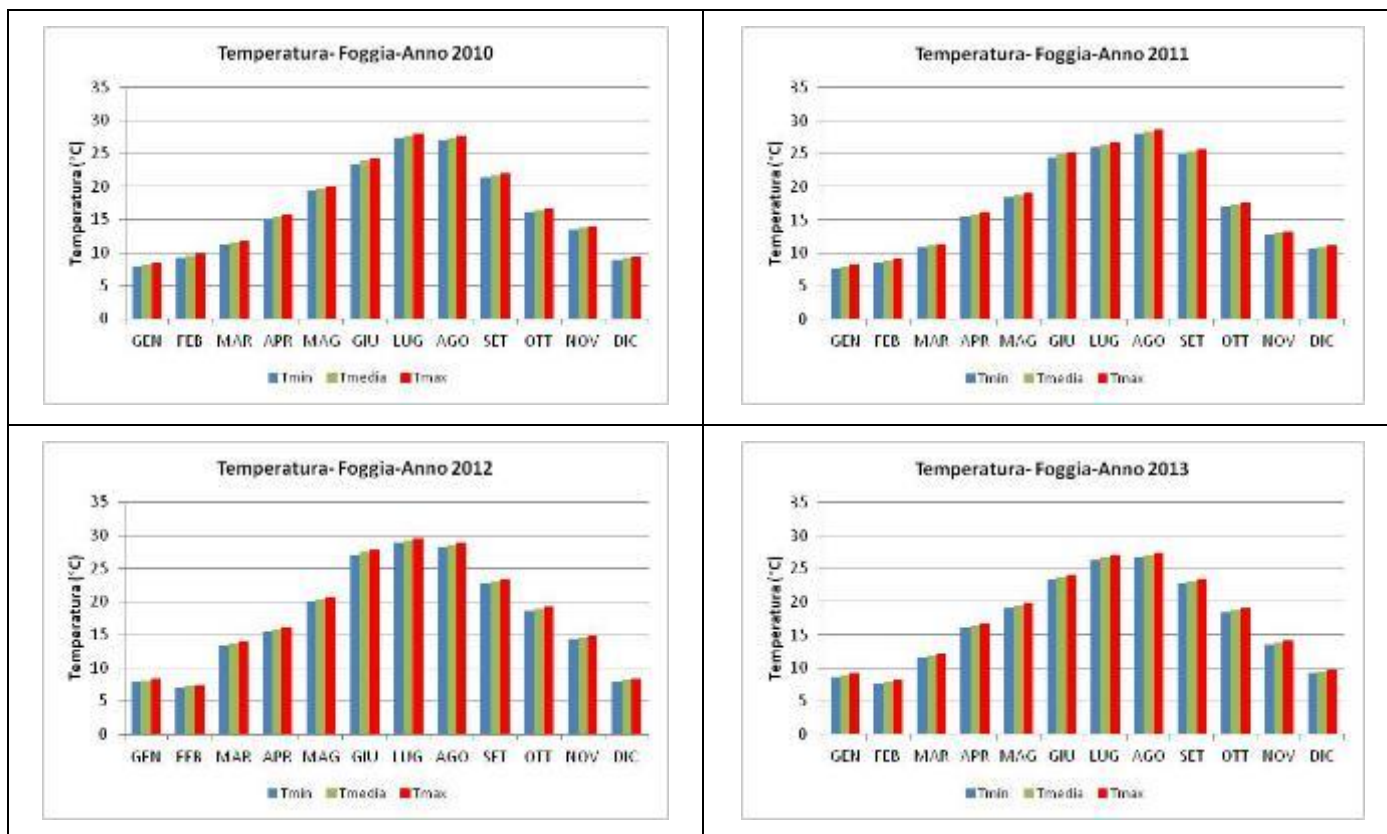 Temperatura- Foggia-Anno 2010
Temperatura (°C)
35
30
25
20
15
10
5
0
GEN FEB MAR APR MAG GIU LUG AGO SET OTT NOV DIC
Tmin Tmedia Tmax
Temperatura- Foggia-Anno 2011
Temperatura (°C)
35
30
25
20
15
10
5
0
GEN FEB MAR APR MAG GIU LUG AGO SET OTT NOV DIC
Tmin Tmedia Tmax
Temperatura- Foggia-Anno 2012
Temperatura (°C)
35
30
25
20
15
10
5
0
GEN FEB MAR APR MAG GIU LUG AGO SET OTT NOV DIC
Tmin Tmedia Tmax
Temperatura- Foggia-Anno 2013
Temperatura (°C)
35
30
25
20
15
10
5
0
GEN FEB MAR APR MAG GIU LUG AGO SET OTT NOV DIC
Tmin Tmedia Tmax